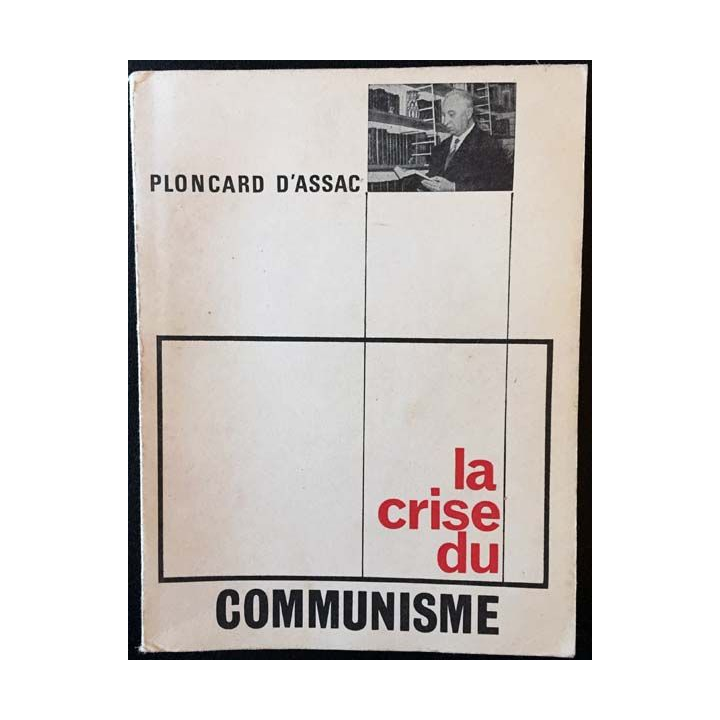 PLONCARD D'ASSAC
la
crise
du
COMMUNISME